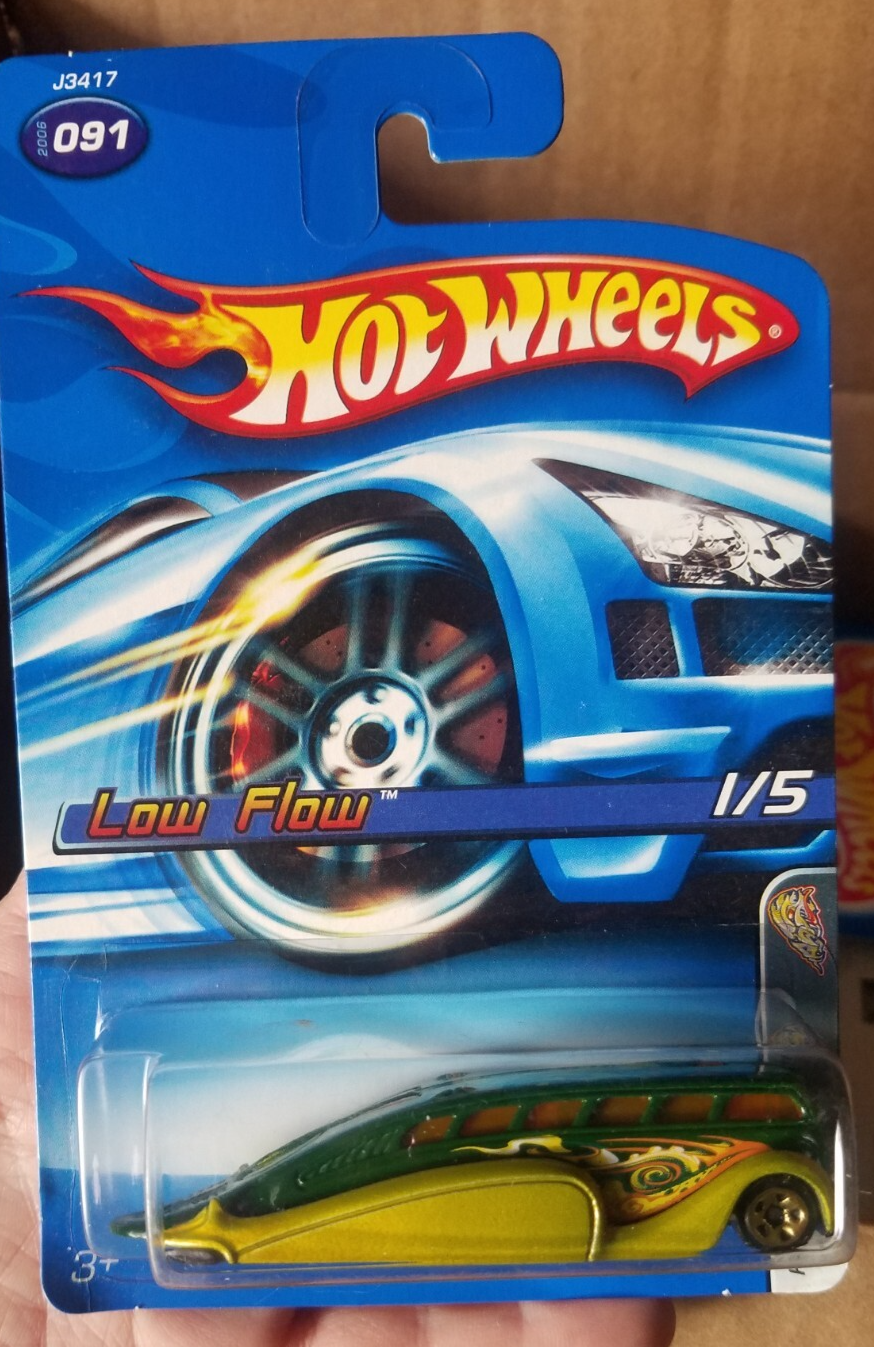 J3417
2006
091
HOT WHEELS®
Low Flow™
1/5
3+